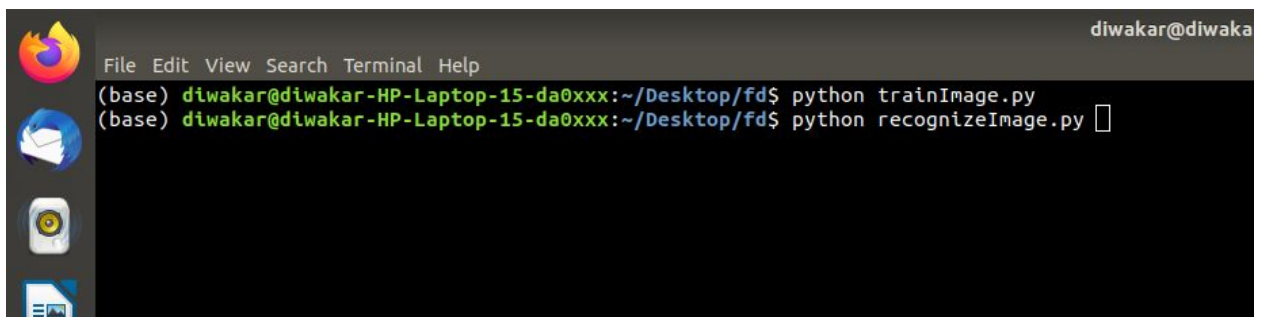 diwakar@diwaka
File Edit View Search Terminal Help
(base) diwakar@diwakar-HP-Laptop-15-da0xxx:~/Desktop/fd$ python trainImage.py
(base) diwakar@diwakar-HP-Laptop-15-da0xxx:~/Desktop/fd$ python recognizeImage.py